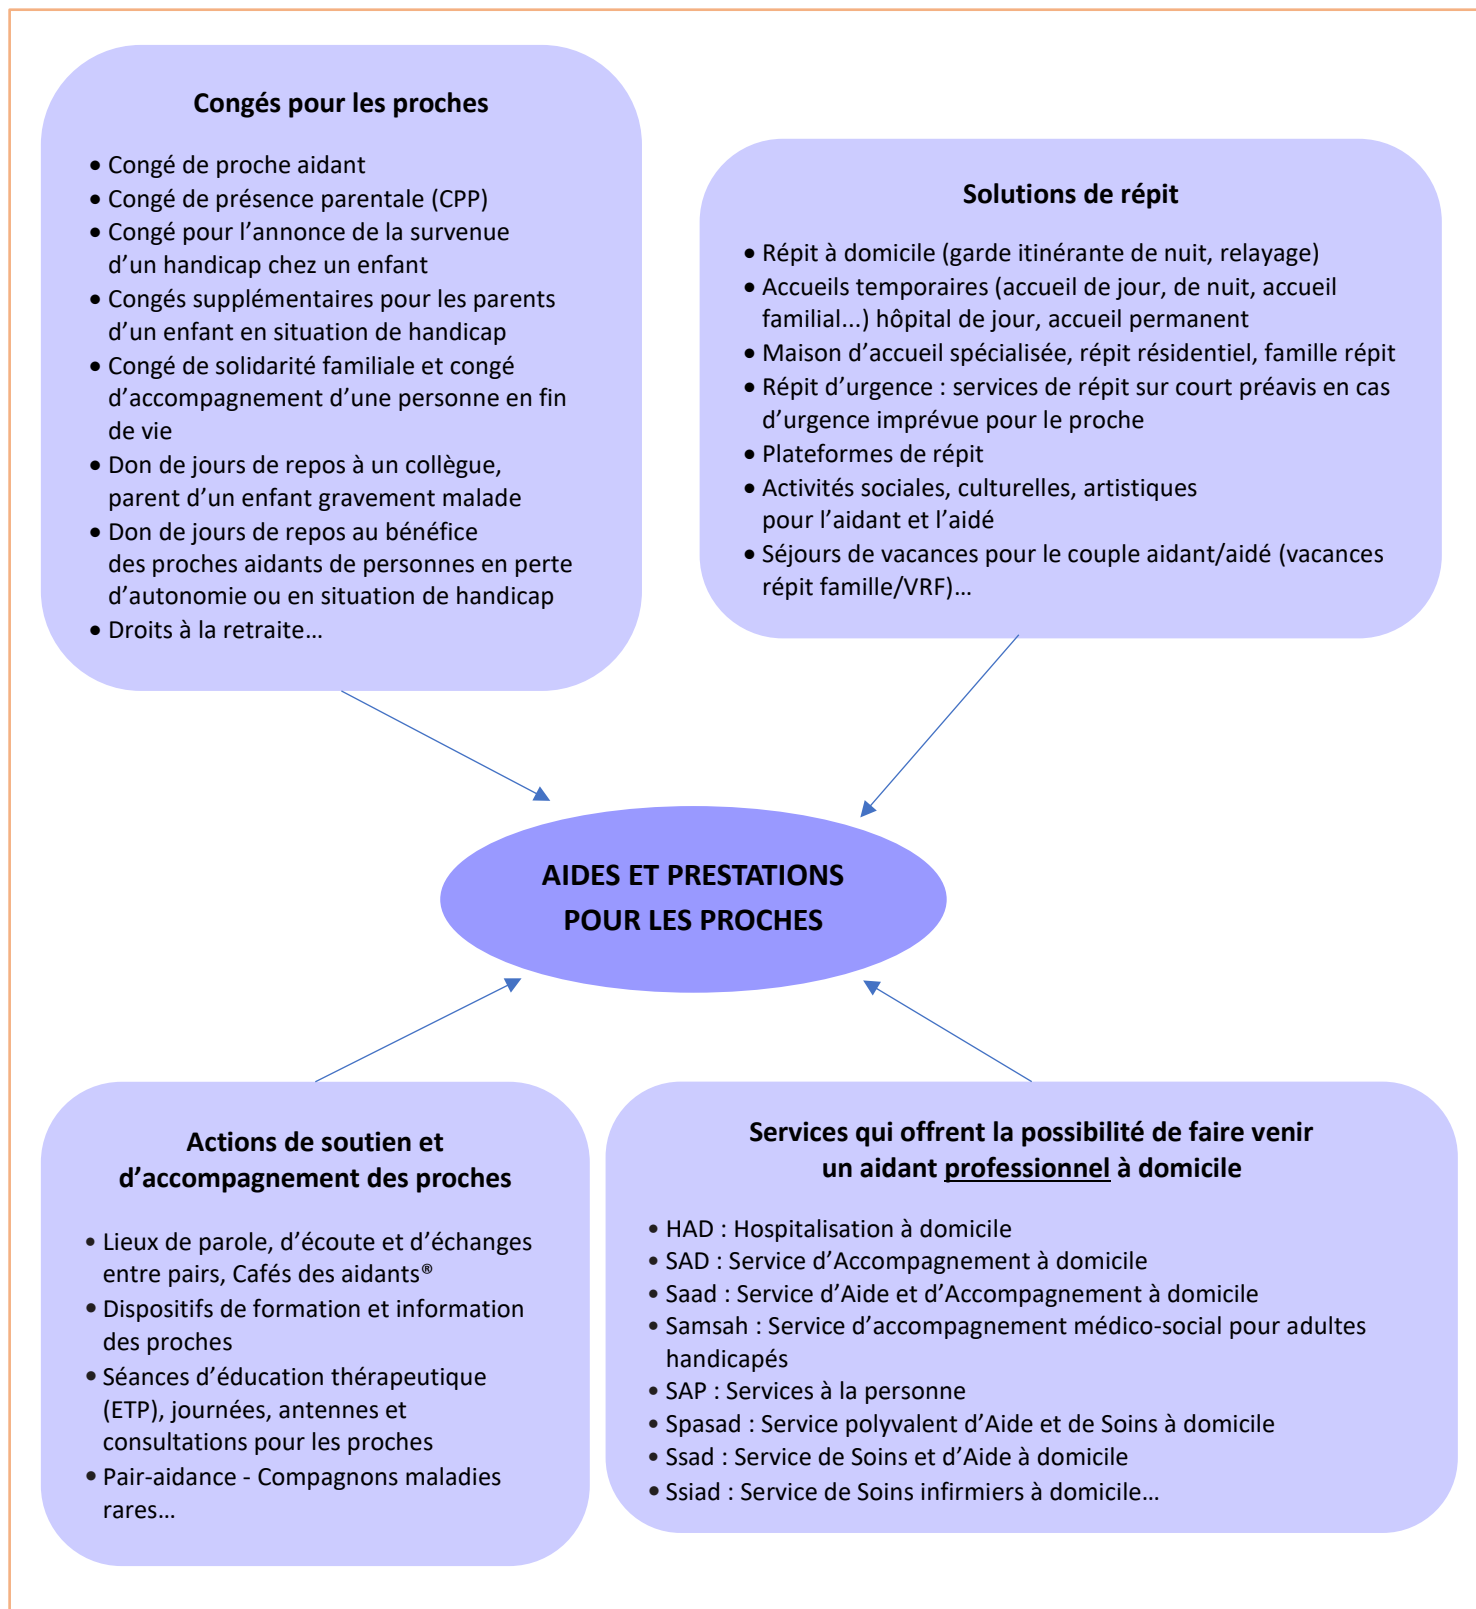 Congés pour les proches
• Congé de proche aidant
• Congé de présence parentale (CPP)
• Congé pour l’annonce de la survenue
d’un handicap chez un enfant
• Congés supplémentaires pour les parents
d’un enfant en situation de handicap
• Congé de solidarité familiale et congé
d’accompagnement d’une personne en fin
de vie
• Don de jours de repos à un collègue,
parent d’un enfant gravement malade
• Don de jours de repos au bénéfice
des proches aidants de personnes en perte
d’autonomie ou en situation de handicap
• Droits à la retraite…
Solutions de répit
• Répit à domicile (garde itinérante de nuit, relayage)
• Accueils temporaires (accueil de jour, de nuit, accueil
familial...) hôpital de jour, accueil permanent
• Maison d’accueil spécialisée, répit résidentiel, famille répit
• Répit d’urgence : services de répit sur court préavis en cas
d’urgence imprévue pour le proche
• Plateformes de répit
• Activités sociales, culturelles, artistiques
pour l’aidant et l’aidé
• Séjours de vacances pour le couple aidant/aidé (vacances
répit famille/VRF)…
AIDES ET PRESTATIONS
POUR LES PROCHES
Actions de soutien et
d’accompagnement des proches
• Lieux de parole, d’écoute et d’échanges
entre pairs, Cafés des aidants®
• Dispositifs de formation et information
des proches
• Séances d’éducation thérapeutique
(ETP), journées, antennes et
consultations pour les proches
• Pair-aidance - Compagnons maladies
rares…
Services qui offrent la possibilité de faire venir
un aidant professionnel à domicile
• HAD : Hospitalisation à domicile
• SAD : Service d’Accompagnement à domicile
• Saad : Service d’Aide et d’Accompagnement à domicile
• Samsah : Service d’accompagnement médico-social pour adultes
handicapés
• SAP : Services à la personne
• Spasad : Service polyvalent d’Aide et de Soins à domicile
• Ssad : Service de Soins et d’Aide à domicile
• Ssiad : Service de Soins infirmiers à domicile…